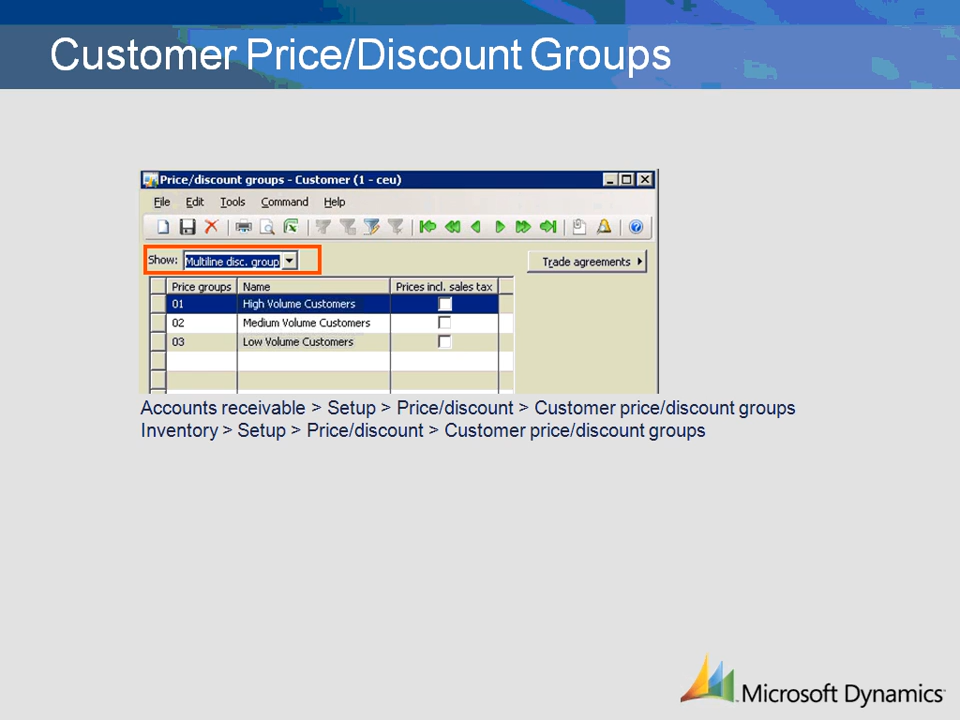 Customer Price/Discount Groups
Price/discount groups - Customer (1 - ceu)
File Edit Tools Command Help
Show: Multiline disc. group
Trade agreements
Price groups Name Prices incl. sales tax
01 High Volume Customers
02 Medium Volume Customers
03 Low Volume Customers
Accounts receivable > Setup > Price/discount > Customer price/discount groups
Inventory > Setup > Price/discount > Customer price/discount groups
Microsoft Dynamics